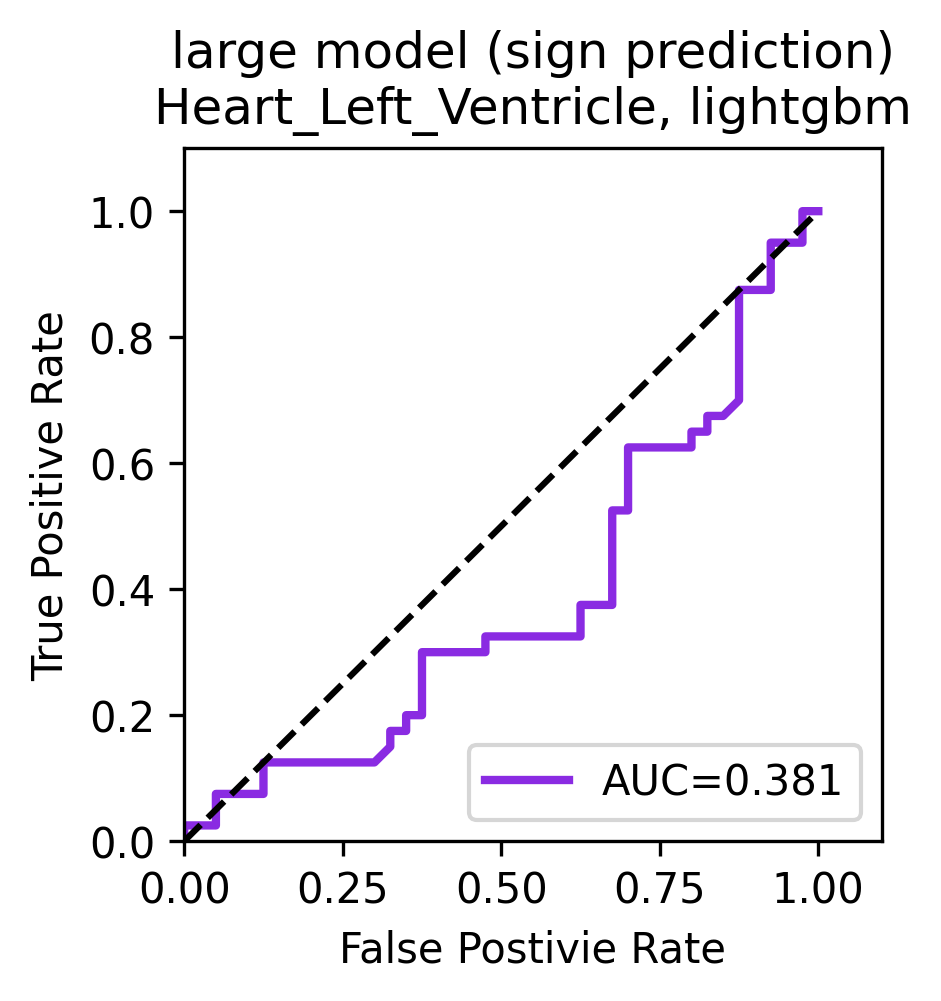 large model (sign prediction)
Heart_Left_Ventricle, lightgbm
True Positive Rate
1.0
0.8
0.6
0.4
0.2
0.0
AUC=0.381
0.00 0.25 0.50 0.75 1.00
False Postivie Rate